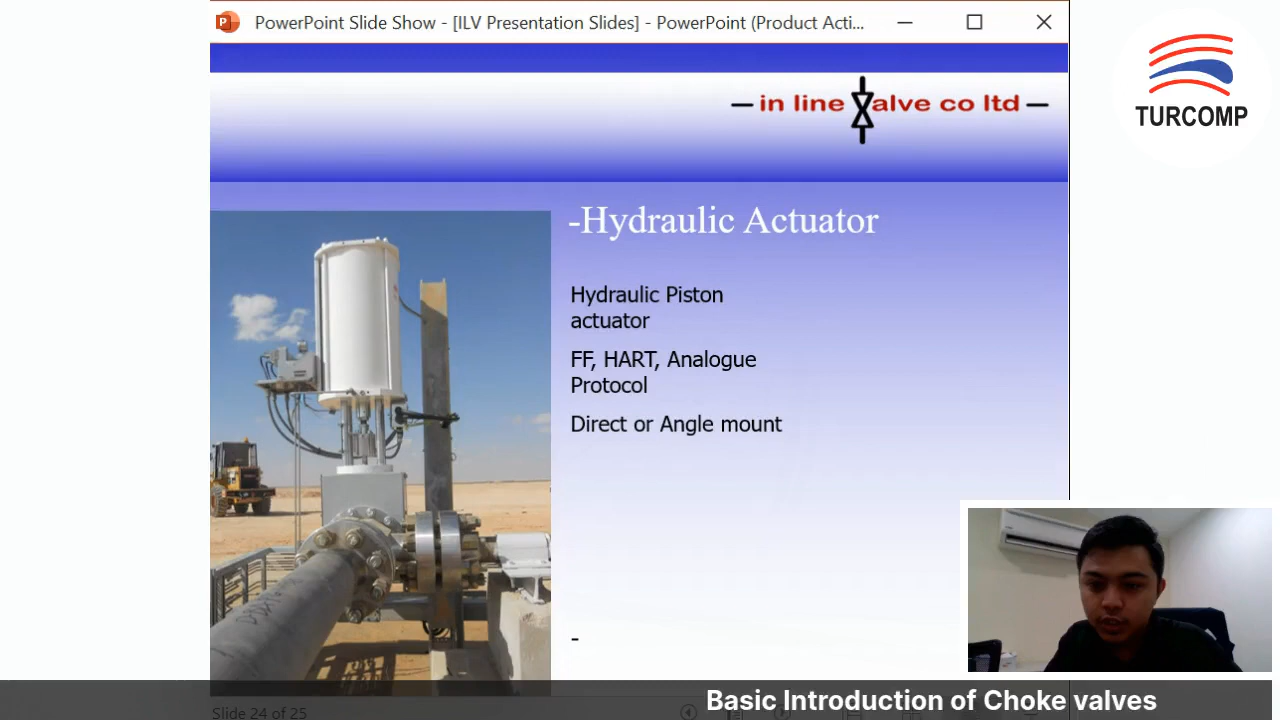 PowerPoint Slide Show - [ILV Presentation Slides] - PowerPoint (Product Acti...
TURCOMP
in line valve co ltd
-Hydraulic Actuator
Hydraulic Piston
actuator
FF, HART, Analogue
Protocol
Direct or Angle mount
-
Basic Introduction of Choke valves
Slide 24 of 25